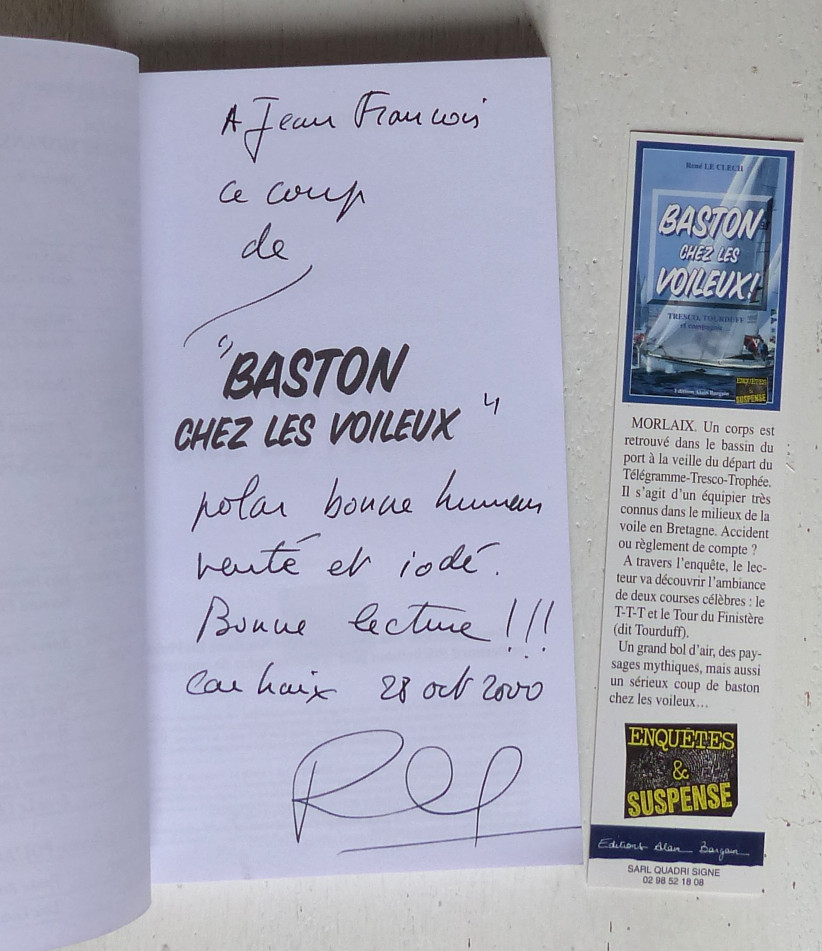 A Jean Francois
ce coup
de
"BASTON
CHEZ LES VOILEUX"
polar bonne humeur
venté et iodé.
Bonne lecture !!!
Carhaix 28 oct 2000
René LE CLECH
BASTON
CHEZ LES
VOILEUX!
TRESCO, TOURDUFF
et compagnie
Editions Alain Bargain
ENQUÊTES
&
SUSPENSE
MORLAIX. Un corps est
retrouvé dans le bassin du
port à la veille du départ du
Télégramme-Tresco-Trophée.
Il s'agit d'un équipier très
connus dans le milieux de la
voile en Bretagne. Accident
ou règlement de compte ?
A travers l'enquête, le lec-
teur va découvrir l'ambiance
de deux courses célèbres : le
T-T-T et le Tour du Finistère
(dit Tourduff).
Un grand bol d'air, des pay-
sages mythiques, mais aussi
un sérieux coup de baston
chez les voileux…
ENQUÊTES
&
SUSPENSE
Editions Alain Bargain
SARL QUADRI SIGNE
02 98 52 18 08